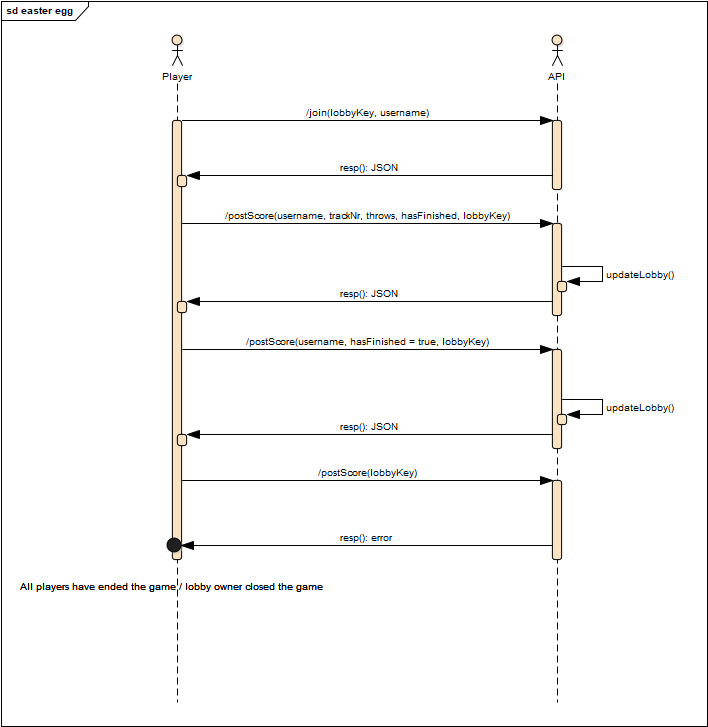 sd easter egg
Player
API
/join(lobbyKey, username)
resp(): JSON
/postScore(username, trackNr, throws, hasFinished, lobbyKey)
updateLobby()
resp(): JSON
/postScore(username, hasFinished = true, lobbyKey)
updateLobby()
resp(): JSON
/postScore(lobbyKey)
resp(): error
All players have ended the game / lobby owner closed the game